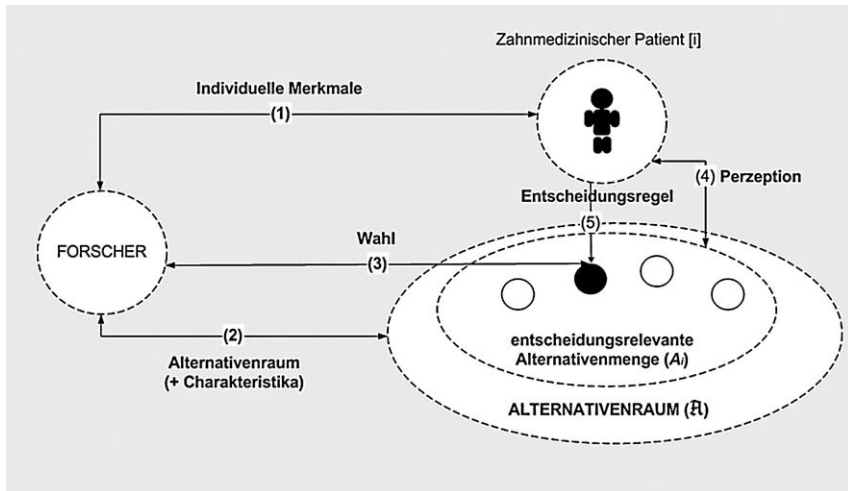 Zahnmedizinischer Patient [i]
Individuelle Merkmale
(1)
(4) Perzeption
Entscheidungsregel
(5)
FORSCHER
Wahl
(3)
(2)
Alternativenraum
(+ Charakteristika)
entscheidungsrelevante
Alternativenmenge (Aᵢ)
ALTERNATIVENRAUM (𝔄)